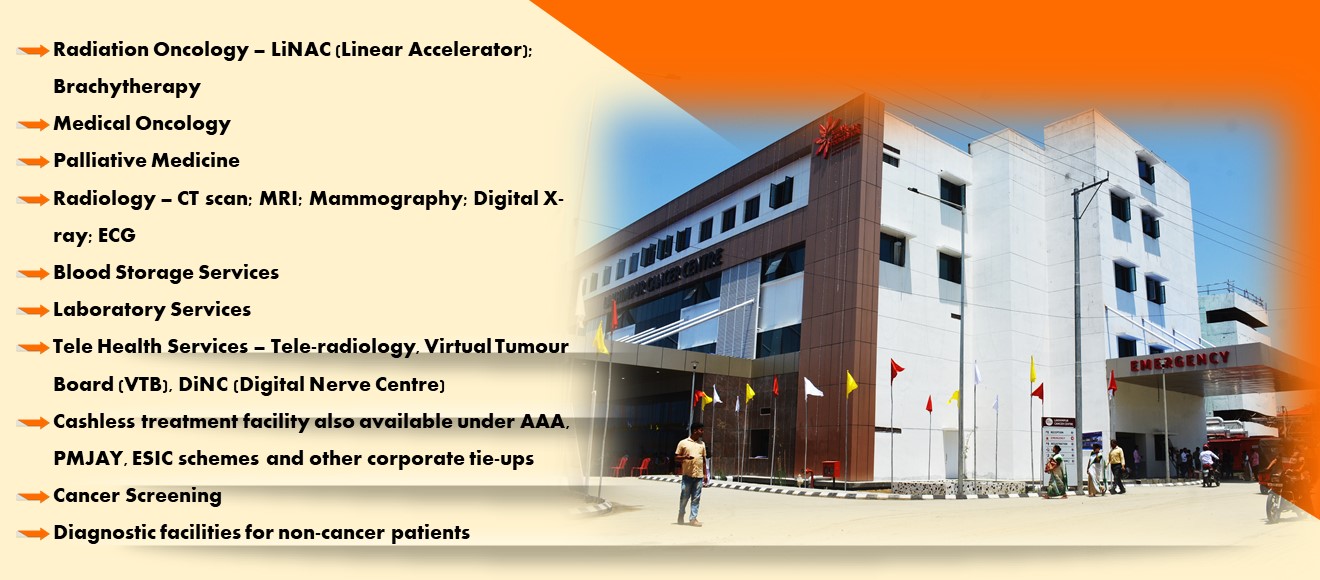 Radiation Oncology – LiNAC (Linear Accelerator);
Brachytherapy
Medical Oncology
Palliative Medicine
Radiology – CT scan; MRI; Mammography; Digital X-
ray; ECG
Blood Storage Services
Laboratory Services
Tele Health Services – Tele-radiology, Virtual Tumour
Board (VTB), DiNC (Digital Nerve Centre)
Cashless treatment facility also available under AAA,
PMJAY, ESIC schemes and other corporate tie-ups
Cancer Screening
Diagnostic facilities for non-cancer patients
CANCER CENTRE
EMERGENCY